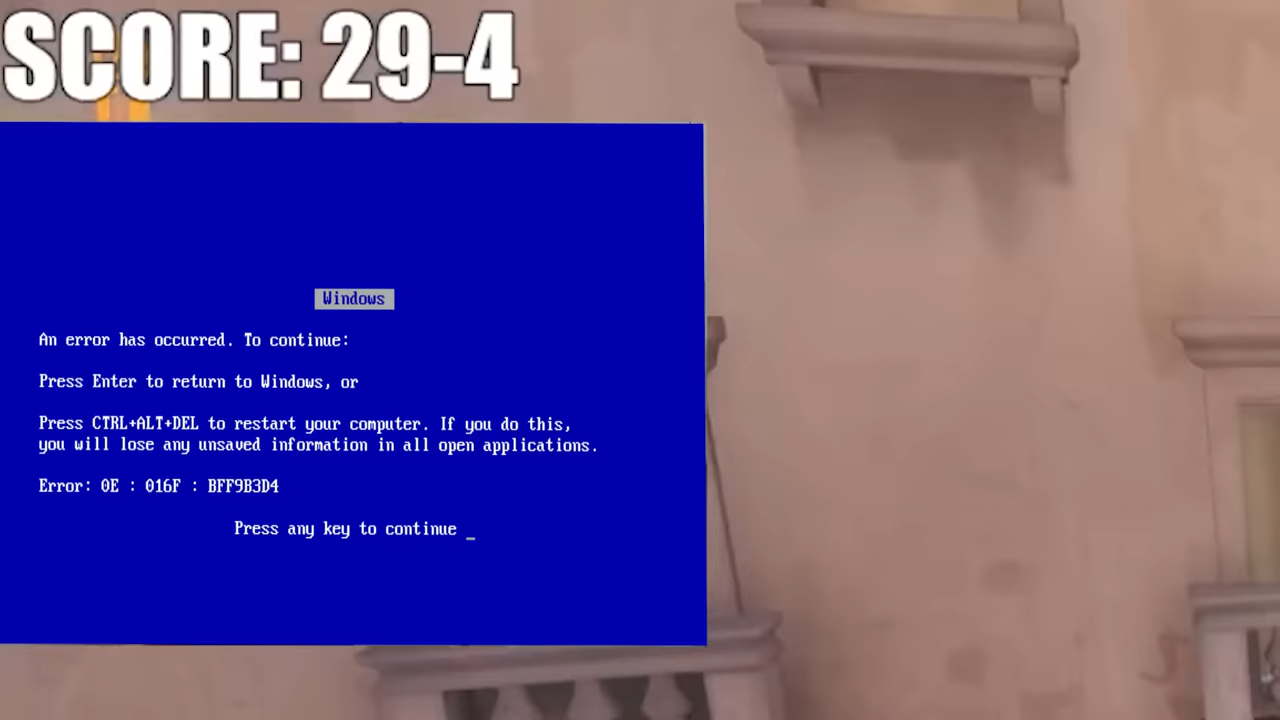 SCORE: 29-4
Windows
An error has occurred. To continue:
Press Enter to return to Windows, or
Press CTRL+ALT+DEL to restart your computer. If you do this,
you will lose any unsaved information in all open applications.
Error: 0E : 016F : BFF9B3D4
Press any key to continue _